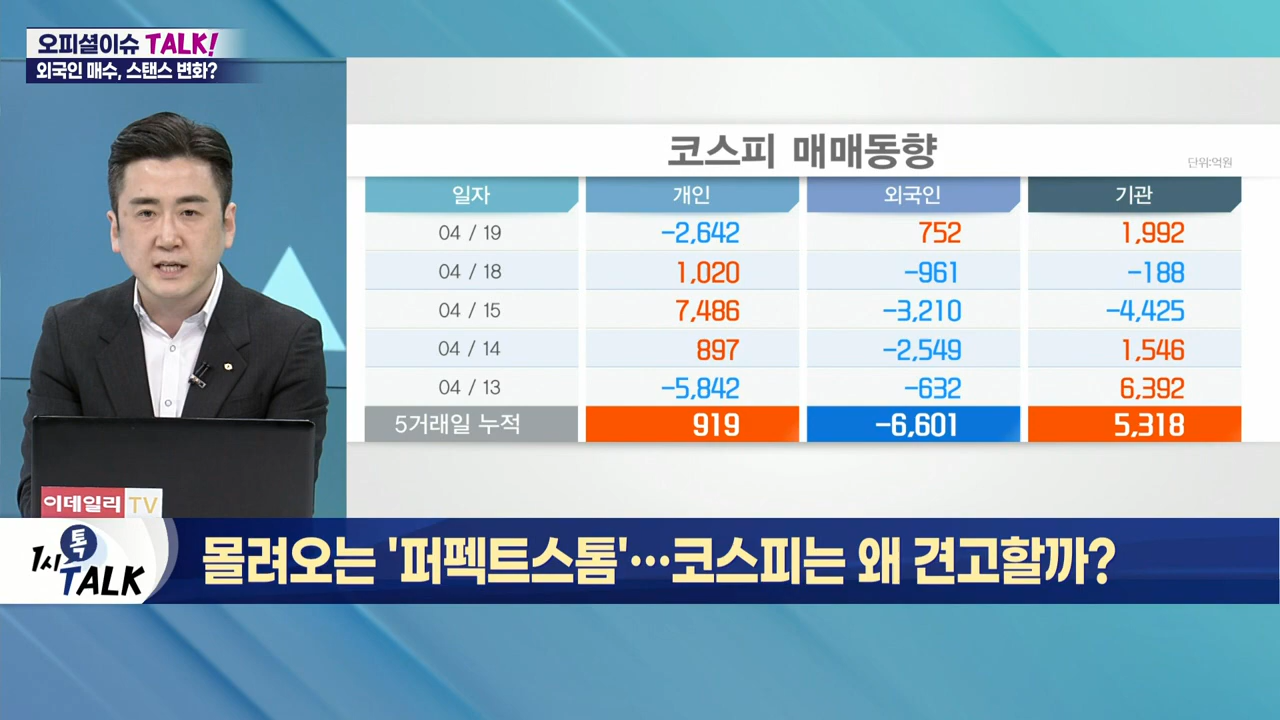 오피셜이슈 TALK!
외국인 매수, 스탠스 변화?
코스피 매매동향
단위:억원
일자 개인 외국인 기관
04 / 19 -2,642 752 1,992
04 / 18 1,020 -961 -188
04 / 15 7,486 -3,210 -4,425
04 / 14 897 -2,549 1,546
04 / 13 -5,842 -632 6,392
5거래일 누적 919 -6,601 5,318
이데일리 TV
1시 톡 TALK
몰려오는 '퍼펙트스톰'…코스피는 왜 견고할까?